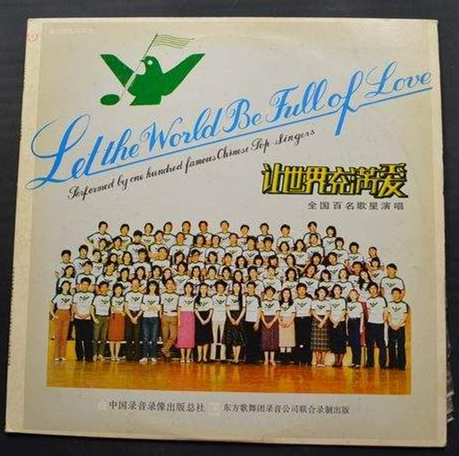 Let the World Be Full of Love
Performed by one hundred famous Chinese Top-Singers
让世界充满爱
全国百名歌星演唱
中国录音录像出版总社 东方歌舞团录音公司联合录制出版